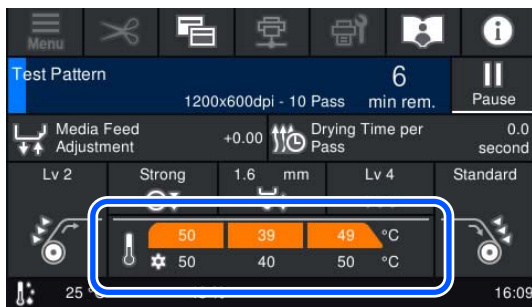 Menu
Test Pattern
6
1200x600dpi - 10 Pass
min rem.
Pause
Media Feed Adjustment
+0.00
Drying Time per Pass
0.0 second
Lv 2
Strong
1.6 mm
Lv 4
Standard
50 39 49 °C
50 40 50 °C
25 °
16:09